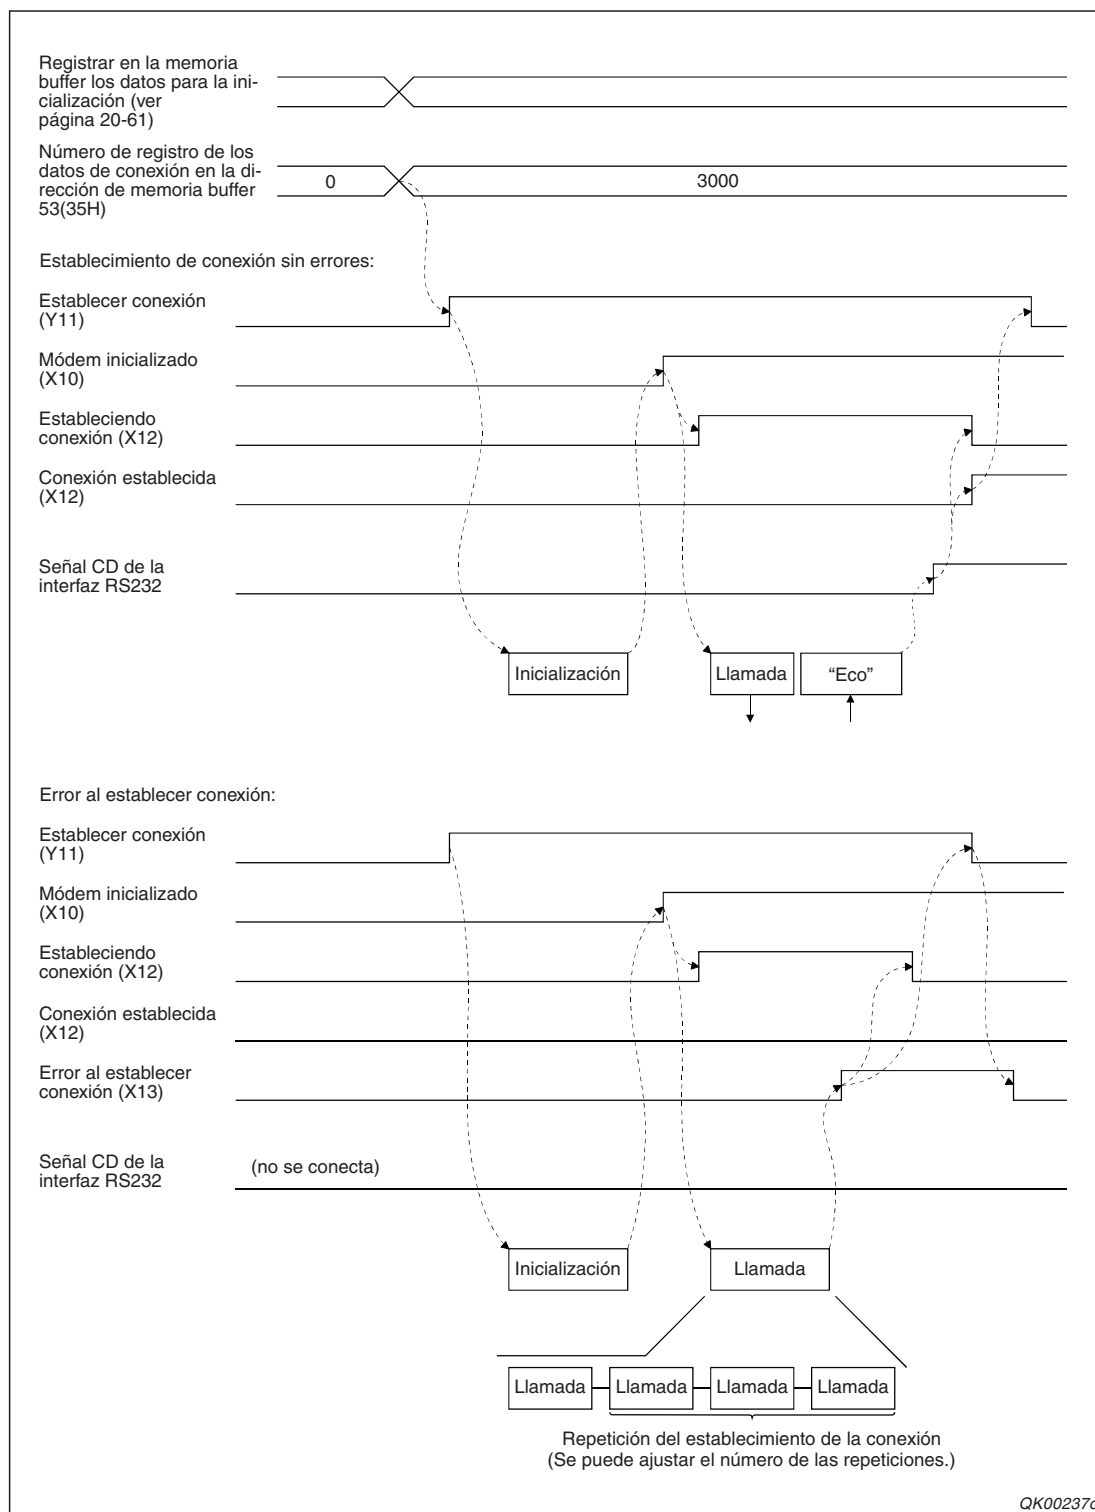 Registrar en la memoria
buffer los datos para la ini-
cialización (ver
página 20-61)
Número de registro de los
datos de conexión en la di-
rección de memoria buffer
53(35H)
0
3000
Establecimiento de conexión sin errores:
Establecer conexión
(Y11)
Módem inicializado
(X10)
Estableciendo
conexión (X12)
Conexión establecida
(X12)
Señal CD de la
interfaz RS232
Inicialización
Llamada
“Eco”
Error al establecer conexión:
Establecer conexión
(Y11)
Módem inicializado
(X10)
Estableciendo
conexión (X12)
Conexión establecida
(X12)
Error al establecer
conexión (X13)
Señal CD de la
interfaz RS232
(no se conecta)
Inicialización
Llamada
Llamada
Llamada
Llamada
Llamada
Repetición del establecimiento de la conexión
(Se puede ajustar el número de las repeticiones.)
QK00237c